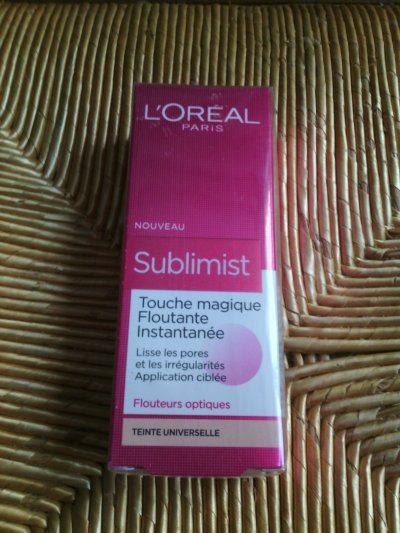 L'ORÉAL
PARIS
NOUVEAU
Sublimist
Touche magique
Floutante
Instantanée
Lisse les pores
et les irrégularités
Application ciblée
Flouteurs optiques
TEINTE UNIVERSELLE